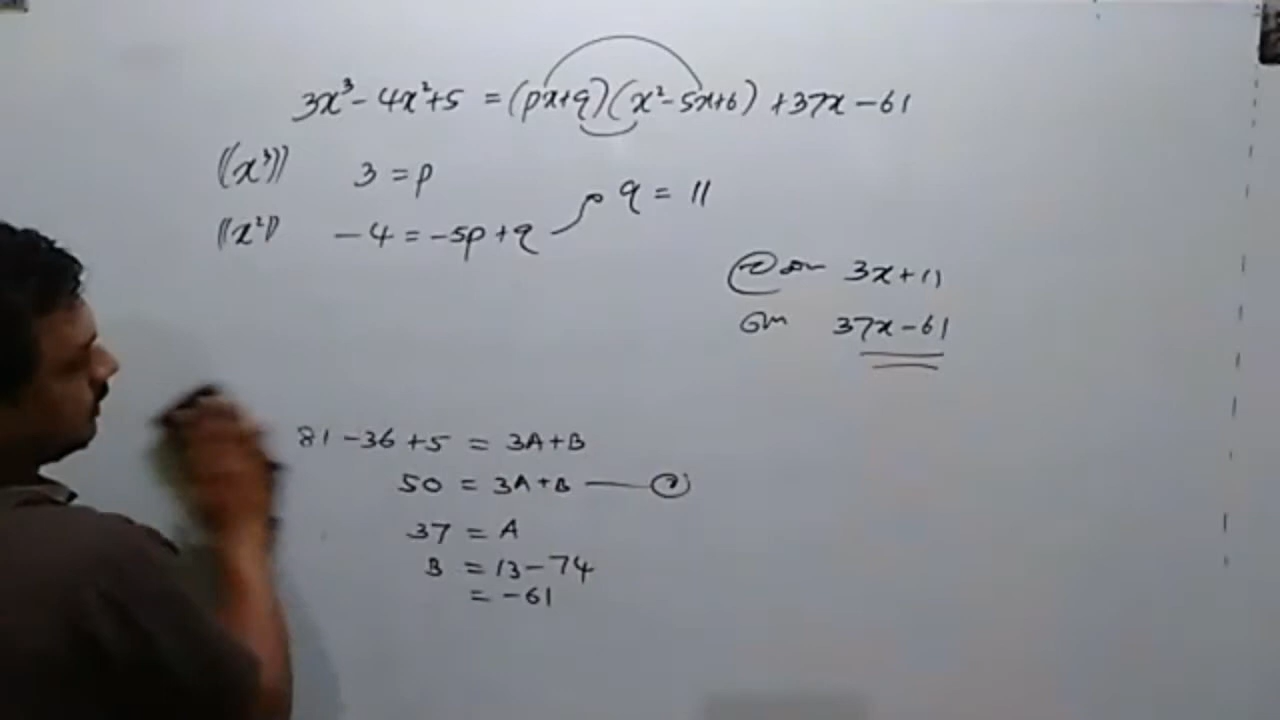 3x³ - 4x² + 5 = (px+q)(x² - 5x + 6) + 37x - 61
((x³)) 3 = p
((x²)) -4 = -5p + q
q = 11
3x + 11
37x - 61
81 - 36 + 5 = 3A + B
50 = 3A + B —— ②
37 = A
B = 13 - 74
= -61